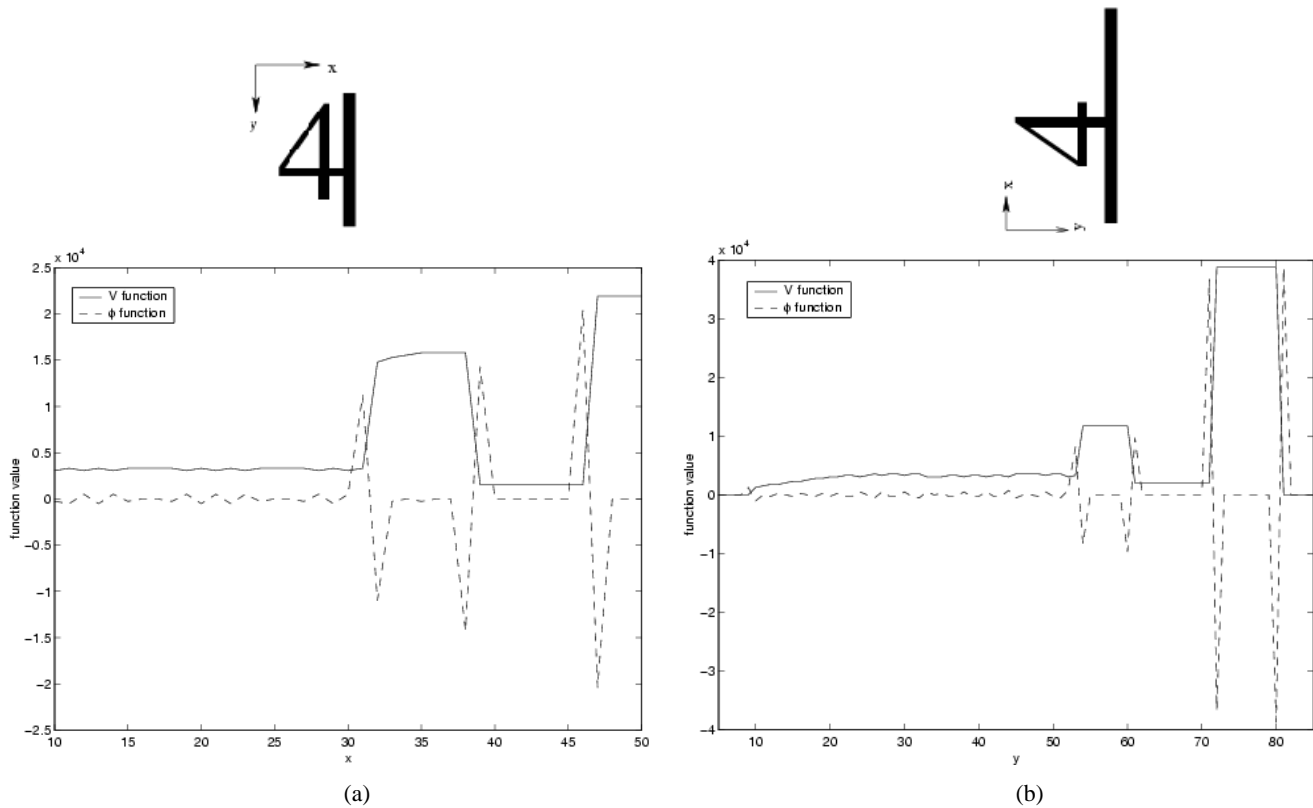 x
y
4
x
y
x 10^4
2.5
2
1.5
1
0.5
0
−0.5
−1
−1.5
−2
−2.5
function value
V function
ϕ function
10 15 20 25 30 35 40 45 50
x
(a)
x 10^4
4
3
2
1
0
−1
−2
−3
−4
function value
V function
ϕ function
10 20 30 40 50 60 70 80
y
(b)